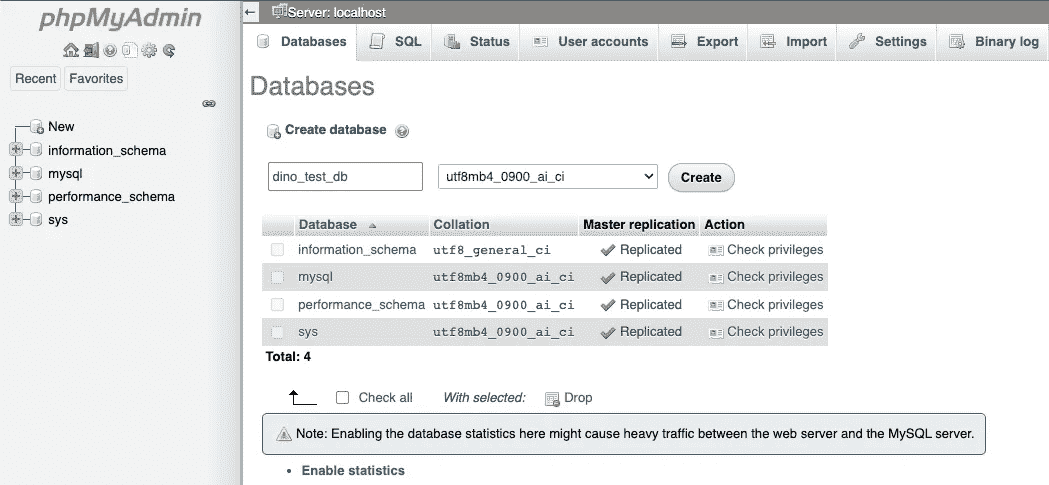 phpMyAdmin
Recent Favorites
New
information_schema
mysql
performance_schema
sys
Server: localhost
Databases SQL Status User accounts Export Import Settings Binary log
Databases
Create database
dino_test_db utf8mb4_0900_ai_ci Create
Database Collation Master replication Action
information_schema utf8_general_ci Replicated Check privileges
mysql utf8mb4_0900_ai_ci Replicated Check privileges
performance_schema utf8mb4_0900_ai_ci Replicated Check privileges
sys utf8mb4_0900_ai_ci Replicated Check privileges
Total: 4
Check all With selected: Drop
Note: Enabling the database statistics here might cause heavy traffic between the web server and the MySQL server.
• Enable statistics